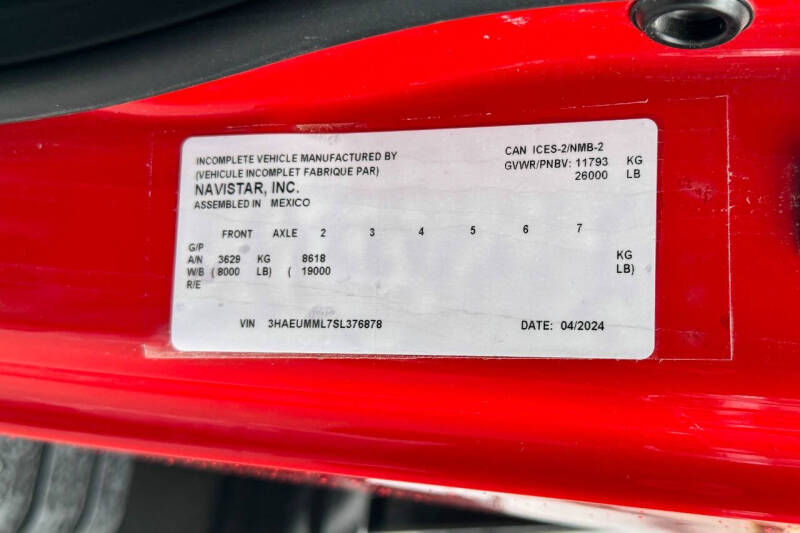 INCOMPLETE VEHICLE MANUFACTURED BY
(VEHICULE INCOMPLET FABRIQUE PAR)
NAVISTAR, INC.
ASSEMBLED IN MEXICO
CAN ICES-2/NMB-2
GVWR/PNBV: 11793 KG
26000 LB
FRONT AXLE 2 3 4 5 6 7
G/P
A/N 3629 KG 8618 KG
W/B ( 8000 LB) ( 19000 LB)
R/E
VIN 3HAEUMML7SL376878 DATE: 04/2024